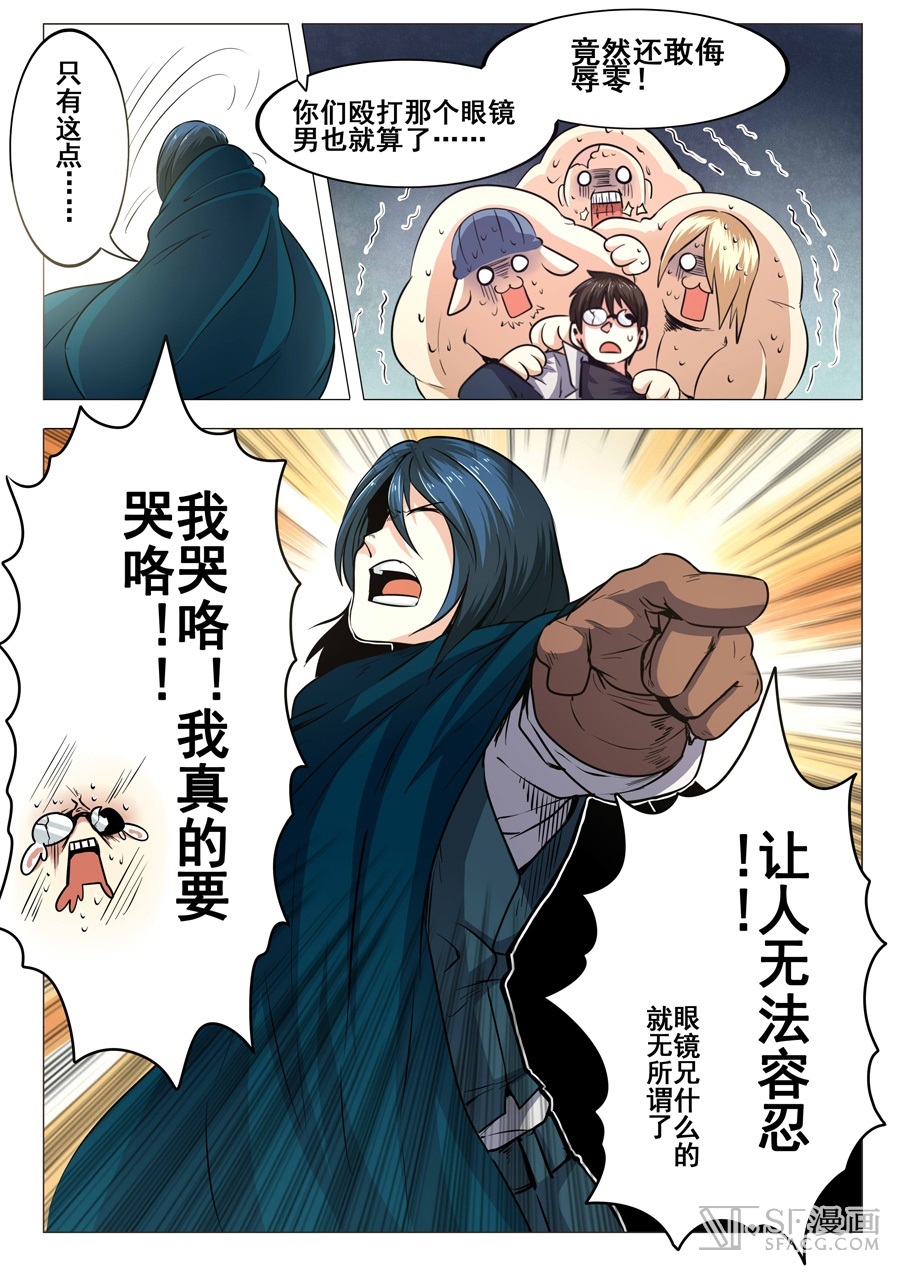 你们殴打那个眼镜
男也就算了……
竟然还敢侮
辱零！
只有这点……
让人无法容忍
！！
眼镜兄什么的
就无所谓了
我哭咯！我真的要
哭咯！！
SF漫画
SFACG.COM